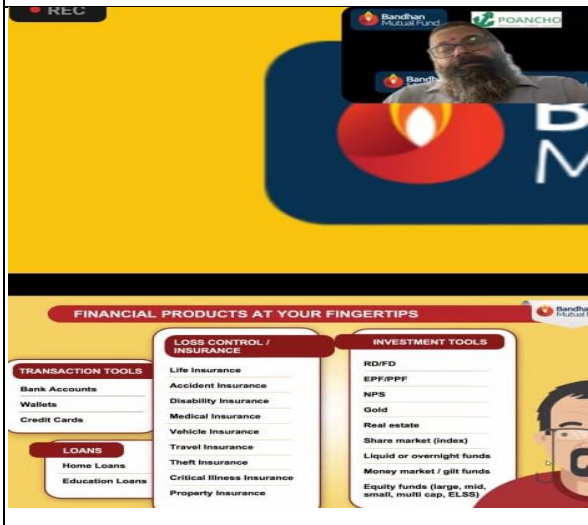 REC
Bandhan
Mutual Fund
POANCHO
Bandh
B
M
FINANCIAL PRODUCTS AT YOUR FINGERTIPS
Bandha
Mutual F
TRANSACTION TOOLS
Bank Accounts
Wallets
Credit Cards
LOANS
Home Loans
Education Loans
LOSS CONTROL /
INSURANCE
Life Insurance
Accident Insurance
Disability Insurance
Medical Insurance
Vehicle Insurance
Travel Insurance
Theft Insurance
Critical Illness Insurance
Property Insurance
INVESTMENT TOOLS
RD/FD
EPF/PPF
NPS
Gold
Real estate
Share market (index)
Liquid or overnight funds
Money market / gilt funds
Equity funds (large, mid,
small, multi cap, ELSS)